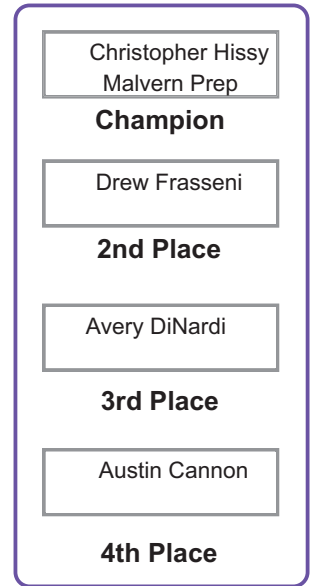 Christopher Hissy
Malvern Prep
Champion
Drew Frasseni
2nd Place
Avery DiNardi
3rd Place
Austin Cannon
4th Place